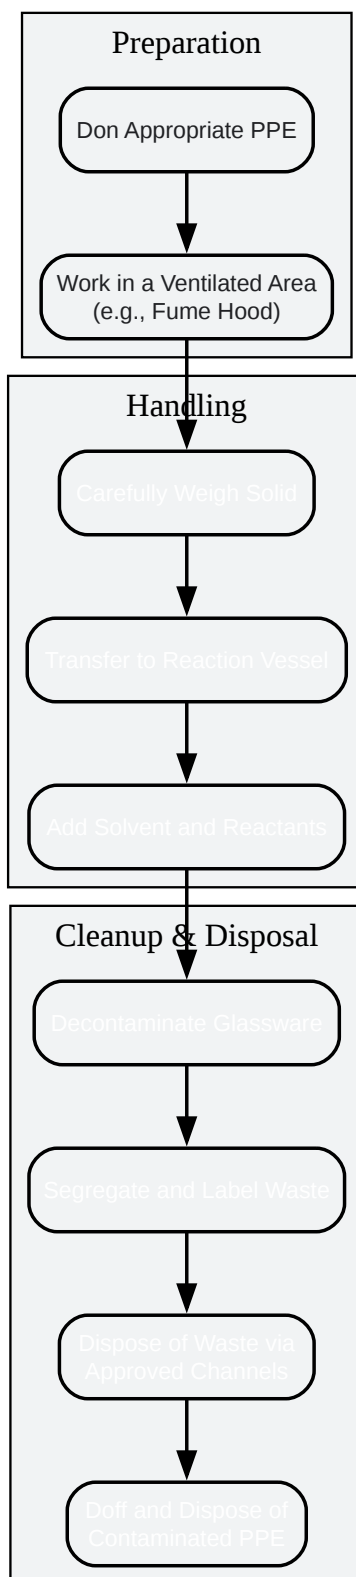 Preparation
Don Appropriate PPE
Work in a Ventilated Area
(e.g., Fume Hood)
Handling
Carefully Weigh Solid
Transfer to Reaction Vessel
Add Solvent and Reactants
Cleanup & Disposal
Decontaminate Glassware
Segregate and Label Waste
Dispose of Waste via
Approved Channels
Doff and Dispose of
Contaminated PPE